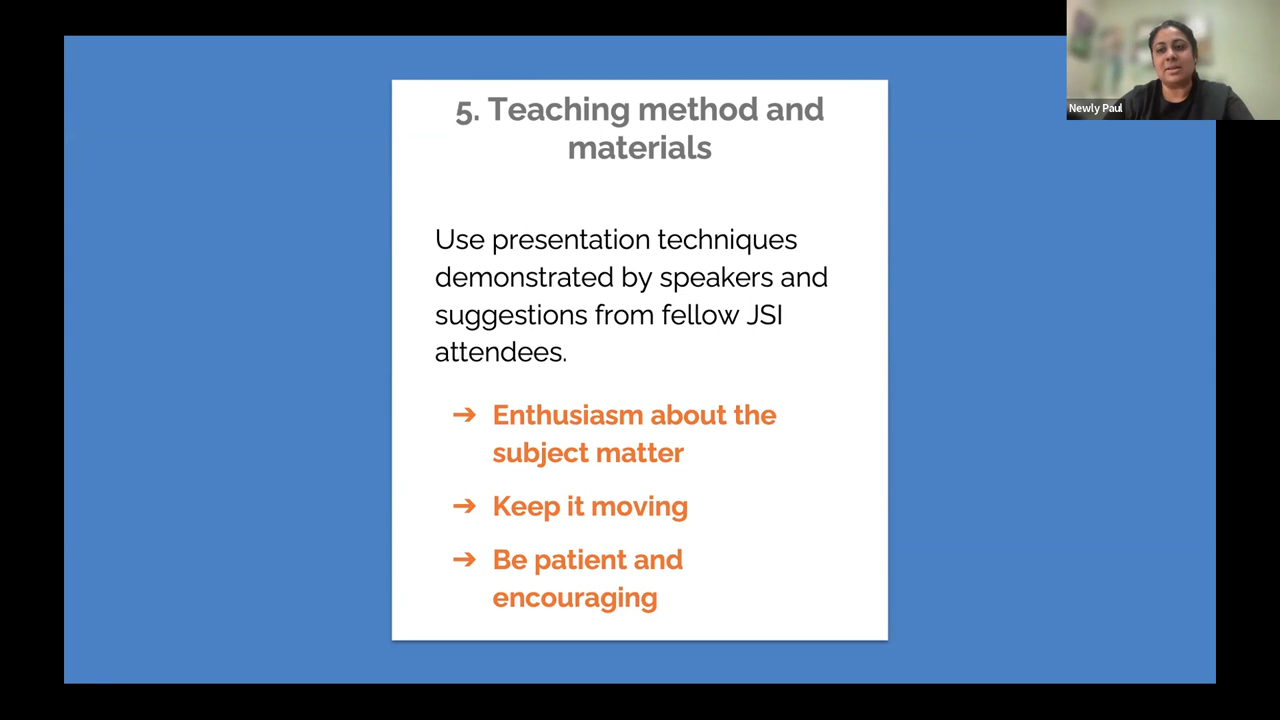 5. Teaching method and
materials
Use presentation techniques
demonstrated by speakers and
suggestions from fellow JSI
attendees.
➔ Enthusiasm about the
subject matter
➔ Keep it moving
➔ Be patient and
encouraging
Newly Paul